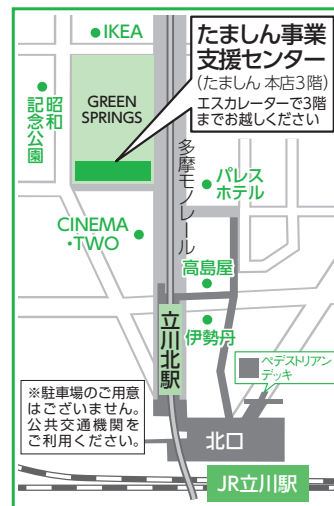 IKEA
たましん事業
支援センター
(たましん 本店3階)
エスカレーターで3階
までお越しください
昭和
記念公園
GREEN
SPRINGS
多摩モノレール
パレス
ホテル
CINEMA
・TWO
高島屋
伊勢丹
立川北駅
ペデストリアン
デッキ
※駐車場のご用意
はございません。
公共交通機関を
ご利用ください。
北口
JR立川駅